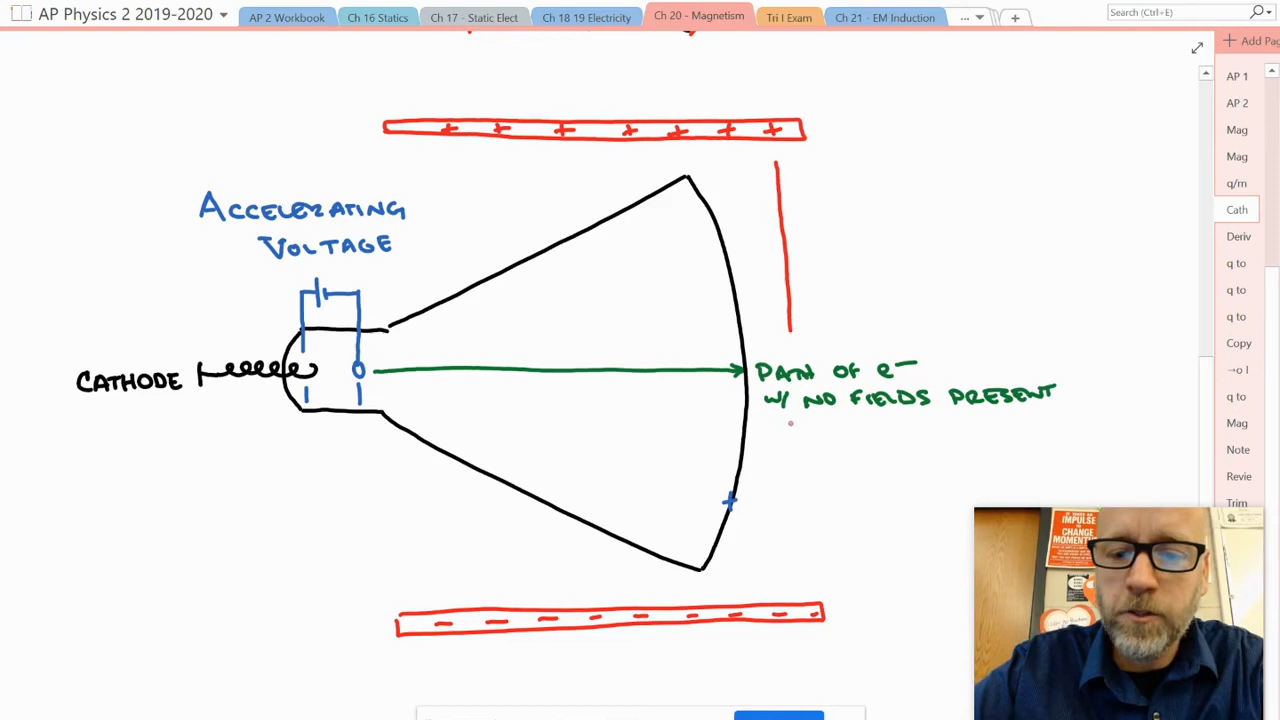 AP Physics 2 2019-2020
AP 2 Workbook
Ch 16 Statics
Ch 17 - Static Elect
Ch 18 19 Electricity
Ch 20 - Magnetism
Tri I Exam
Ch 21 - EM Induction
...
+
Search (Ctrl+E)
+ Add Pag
AP 1
AP 2
Mag
Mag
q/m
Cath
Deriv
q to
q to
q to
Copy
→o l
q to
Mag
Note
Revie
Trim
+ + + + + + +
ACCELERATING
VOLTAGE
CATHODE
PATH OF e−
W/ NO FIELDS PRESENT
+
- - - - - - - -
IMPULSE
CHANGE
MOMENTUM